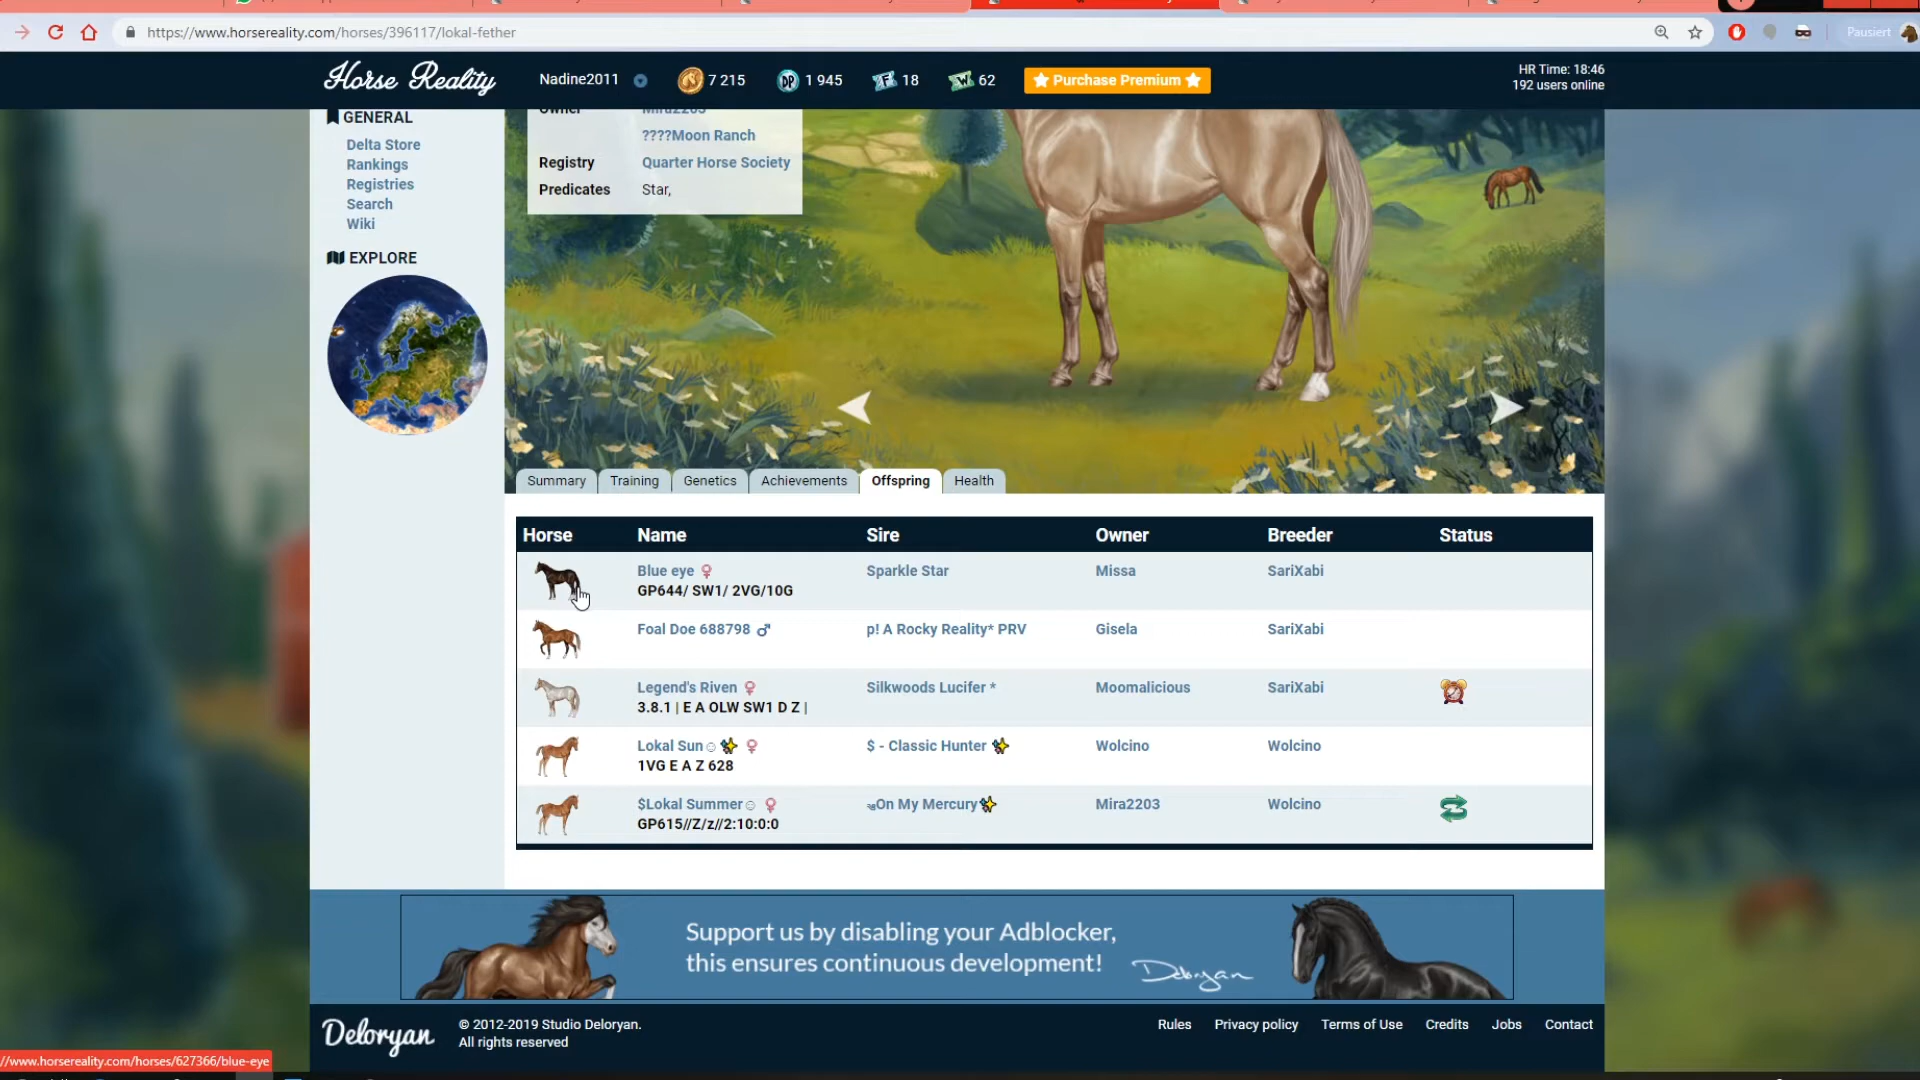 https://www.horsereality.com/horses/396117/lokal-fether
Pausiert
Horse Reality
Nadine2011
7 215
DP
1 945
F
18
W
62
Purchase Premium
HR Time: 18:46
192 users online
GENERAL
Delta Store
Rankings
Registries
Search
Wiki
EXPLORE
Owner
Mira2203
????Moon Ranch
Registry
Quarter Horse Society
Predicates
Star,
Summary
Training
Genetics
Achievements
Offspring
Health
Horse Name Sire Owner Breeder Status
Blue eye ♀ Sparkle Star Missa SariXabi
GP644/ SW1/ 2VG/10G
Foal Doe 688798 ♂ p! A Rocky Reality* PRV Gisela SariXabi
Legend's Riven ♀ Silkwoods Lucifer * Moomalicious SariXabi
3.8.1 | E A OLW SW1 D Z |
Lokal Sun☺✨ ♀ $ - Classic Hunter ✨ Wolcino Wolcino
1VG E A Z 628
$Lokal Summer☺ ♀ On My Mercury✨ Mira2203 Wolcino
GP615//Z/z//2:10:0:0
Support us by disabling your Adblocker,
this ensures continuous development!
Deloryan
Deloryan
© 2012-2019 Studio Deloryan.
All rights reserved
Rules
Privacy policy
Terms of Use
Credits
Jobs
Contact
//www.horsereality.com/horses/627366/blue-eye